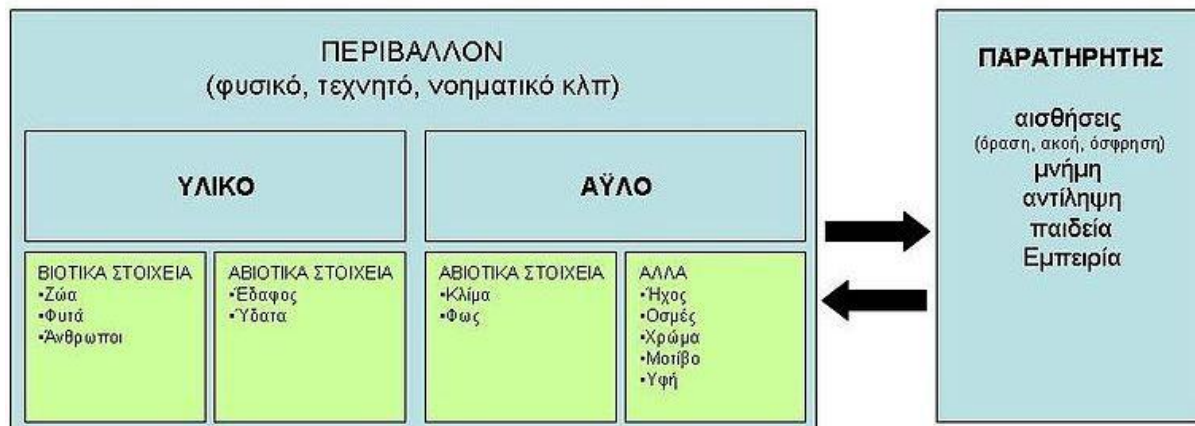 ΠΕΡΙΒΑΛΛΟΝ
(φυσικό, τεχνητό, νοηματικό κλπ)
ΥΛΙΚΟ
ΒΙΟΤΙΚΑ ΣΤΟΙΧΕΙΑ
•Ζώα
•Φυτά
•Άνθρωποι
ΑΒΙΟΤΙΚΑ ΣΤΟΙΧΕΙΑ
•Έδαφος
•Ύδατα
ΑΫΛΟ
ΑΒΙΟΤΙΚΑ ΣΤΟΙΧΕΙΑ
•Κλίμα
•Φως
ΑΛΛΑ
•Ήχος
•Οσμές
•Χρώμα
•Μοτίβο
•Υφή
ΠΑΡΑΤΗΡΗΤΗΣ
αισθήσεις
(όραση, ακοή, όσφρηση)
μνήμη
αντίληψη
παιδεία
Εμπειρία